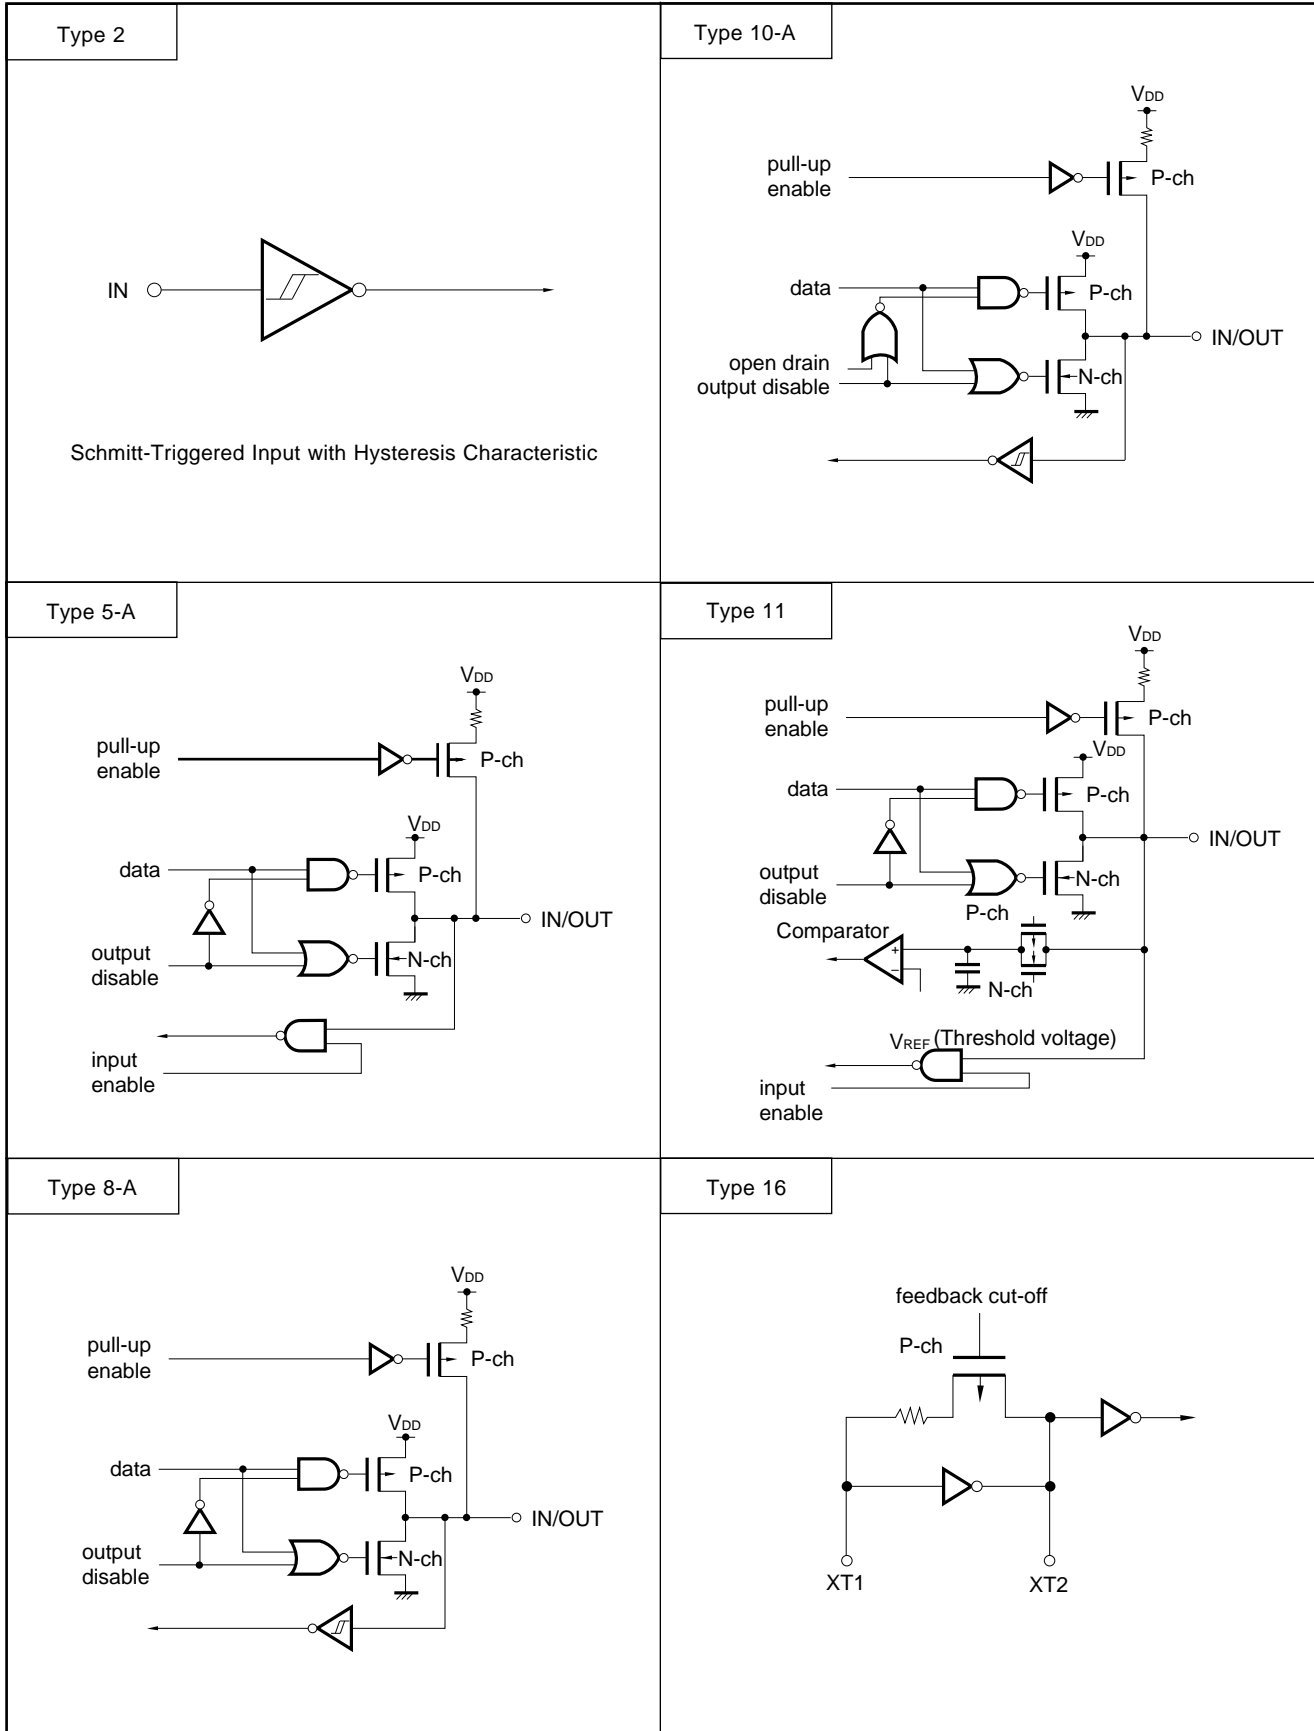 Type 2
IN
Schmitt-Triggered Input with Hysteresis Characteristic
Type 10-A
VDD
pull-up
enable
P-ch
VDD
data
P-ch
IN/OUT
open drain
output disable
N-ch
Type 5-A
VDD
pull-up
enable
P-ch
VDD
data
P-ch
IN/OUT
output
disable
N-ch
input
enable
Type 11
VDD
pull-up
enable
P-ch
VDD
data
P-ch
IN/OUT
output
disable
N-ch
P-ch
Comparator
+
−
N-ch
VREF (Threshold voltage)
input
enable
Type 8-A
VDD
pull-up
enable
P-ch
VDD
data
P-ch
IN/OUT
output
disable
N-ch
Type 16
feedback cut-off
P-ch
XT1
XT2